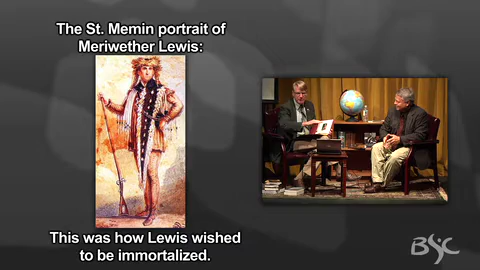 The St. Memin portrait of
Meriwether Lewis:
This was how Lewis wished
to be immortalized.
BSC